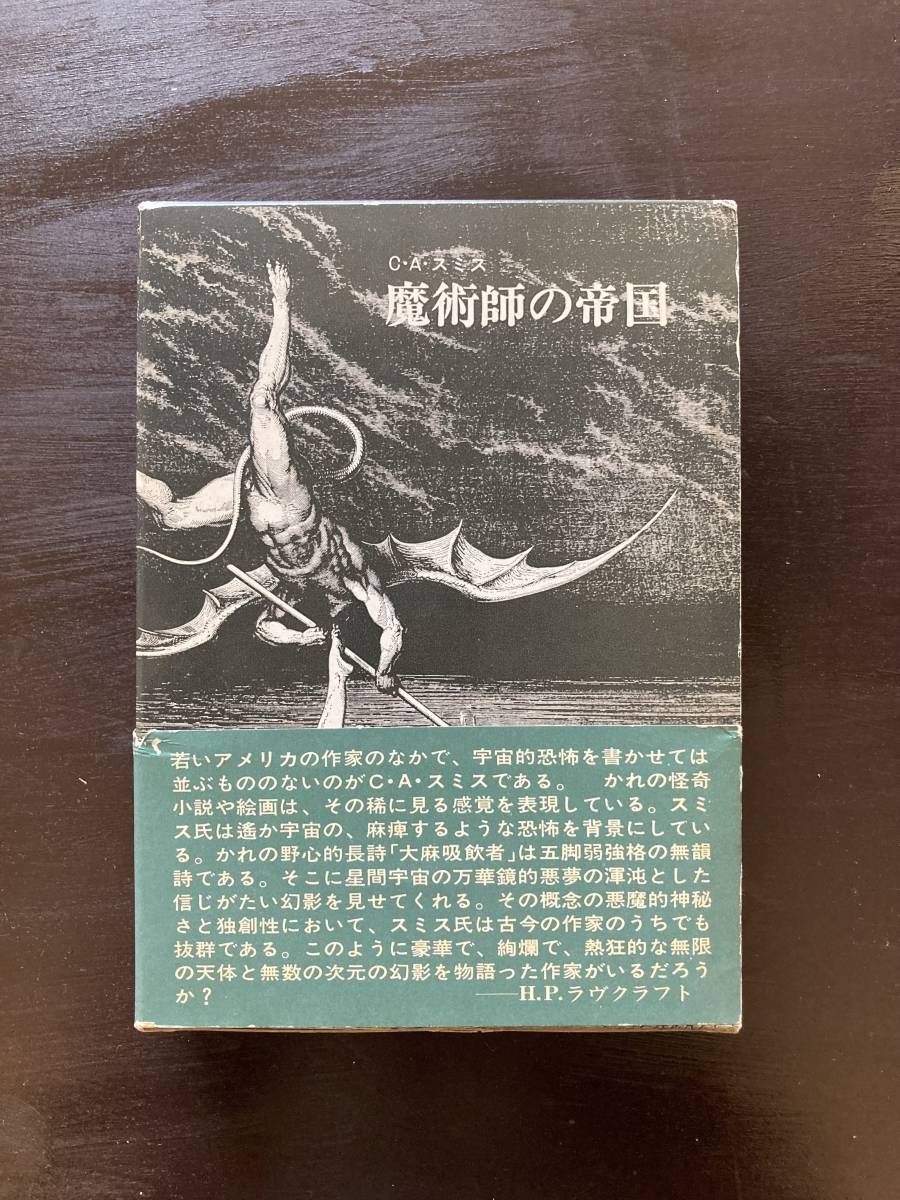 C・A・スミス
魔術師の帝国
若いアメリカの作家のなかで、宇宙的恐怖を書かせては
並ぶもののないのがC・A・スミスである。　かれの怪奇
小説や絵画は、その稀に見る感覚を表現している。スミ
ス氏は遙か宇宙の、麻痺するような恐怖を背景にしてい
る。かれの野心的長詩「大麻吸飲者」は五脚弱強格の無韻
詩である。そこに星間宇宙の万華鏡的悪夢の渾沌とした
信じがたい幻影を見せてくれる。その概念の悪魔的神秘
さと独創性において、スミス氏は古今の作家のうちでも
抜群である。このように豪華で、絢爛で、熱狂的な無限
の天体と無数の次元の幻影を物語った作家がいるだろう
か？　——H.P.ラヴクラフト